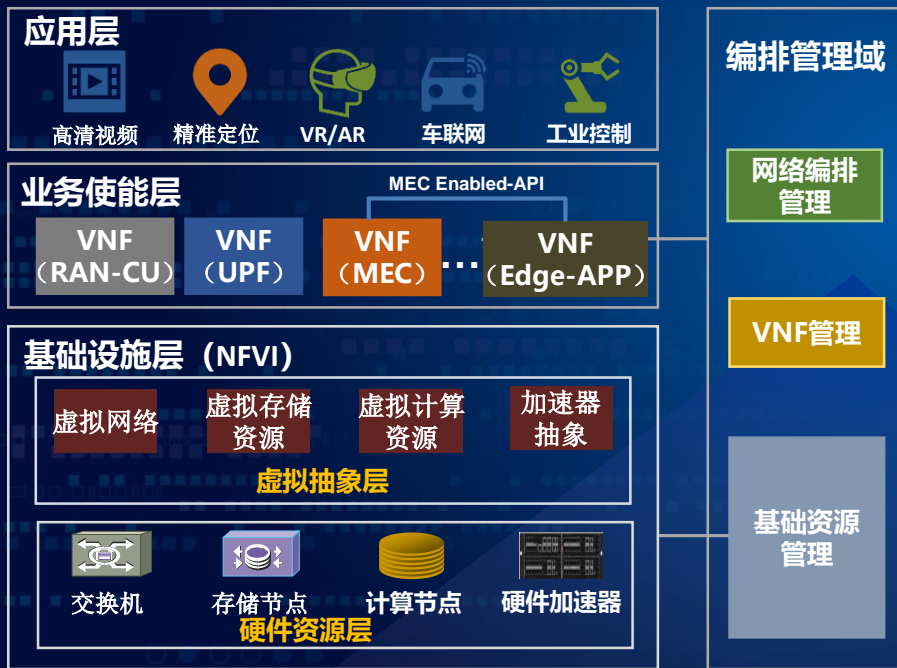 应用层
高清视频
精准定位
VR/AR
车联网
工业控制
业务使能层
MEC Enabled-API
VNF
（RAN-CU）
VNF
（UPF）
VNF
（MEC）
...
VNF
（Edge-APP）
基础设施层（NFVI）
虚拟网络
虚拟存储
资源
虚拟计算
资源
加速器
抽象
虚拟抽象层
交换机
存储节点
计算节点
硬件加速器
硬件资源层
编排管理域
网络编排
管理
VNF管理
基础资源
管理